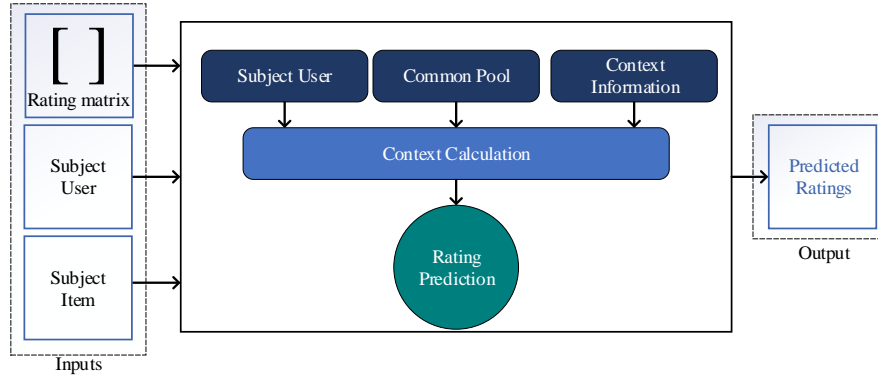 [ ]
Rating matrix
Subject
User
Subject
Item
Inputs
Subject User
Common Pool
Context
Information
Context Calculation
Rating
Prediction
Predicted
Ratings
Output